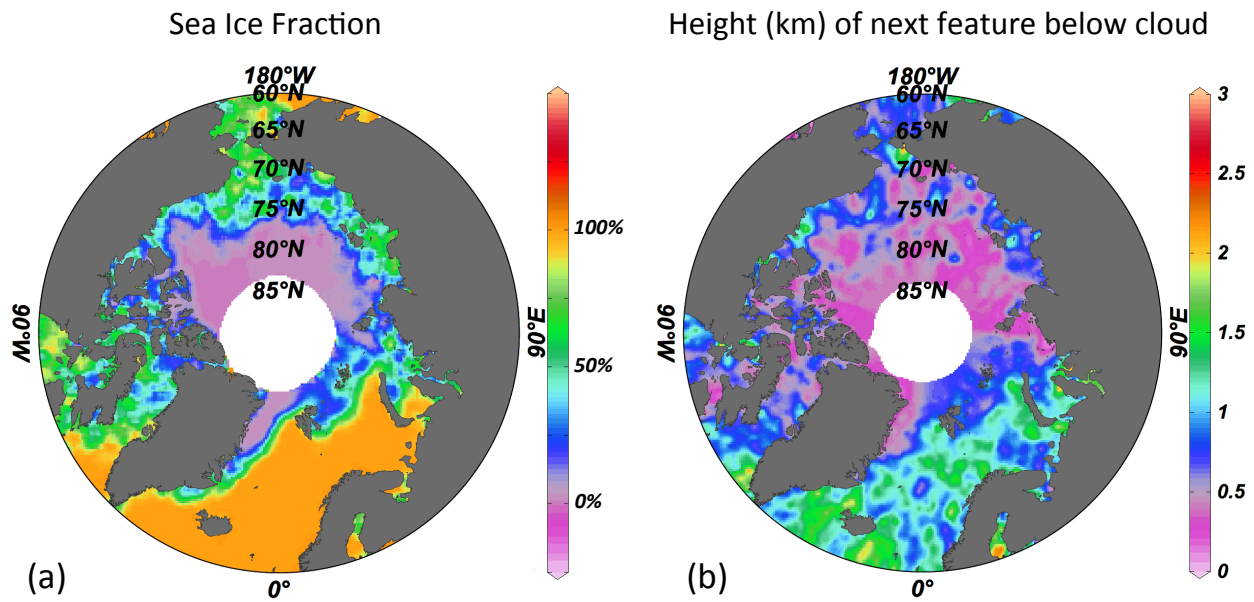 Sea Ice Fraction
180°W
60°N
65°N
70°N
75°N
80°N
85°N
90°W
90°E
0°
100%
50%
0%
(a)
Height (km) of next feature below cloud
180°W
60°N
65°N
70°N
75°N
80°N
85°N
90°W
90°E
0°
3
2.5
2
1.5
1
0.5
0
(b)